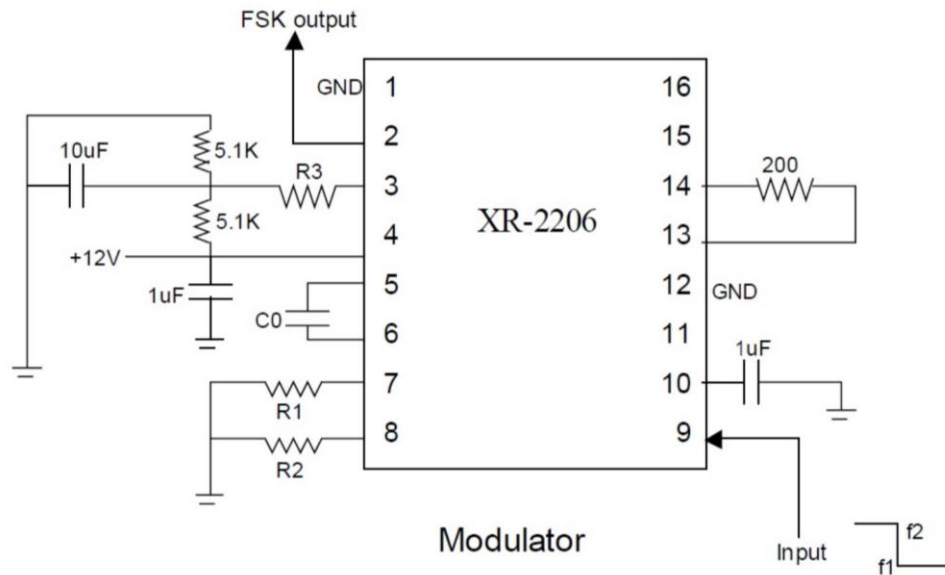 FSK output
GND 1
2
3
4
5
6
7
8
16
15
14
13
12 GND
11
10
9
XR-2206
10uF
5.1K
5.1K
R3
+12V
1uF
C0
R1
R2
200
1uF
Modulator
Input
f2
f1